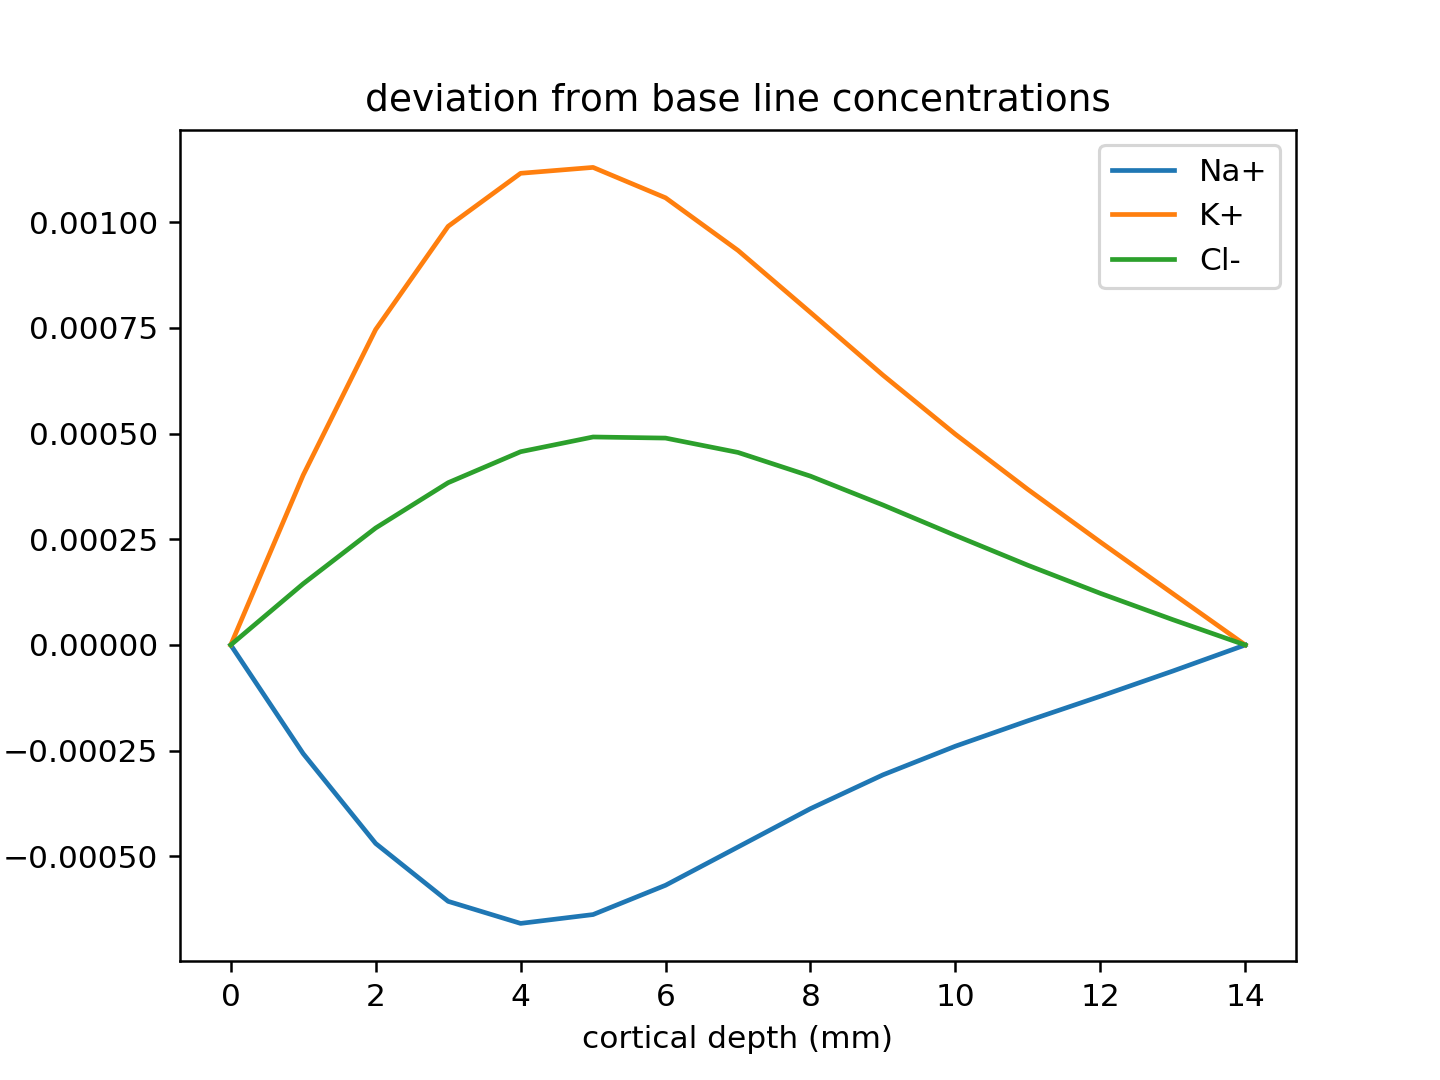 deviation from base line concentrations
Na+
K+
Cl-
0.00100
0.00075
0.00050
0.00025
0.00000
−0.00025
−0.00050
0 2 4 6 8 10 12 14
cortical depth (mm)